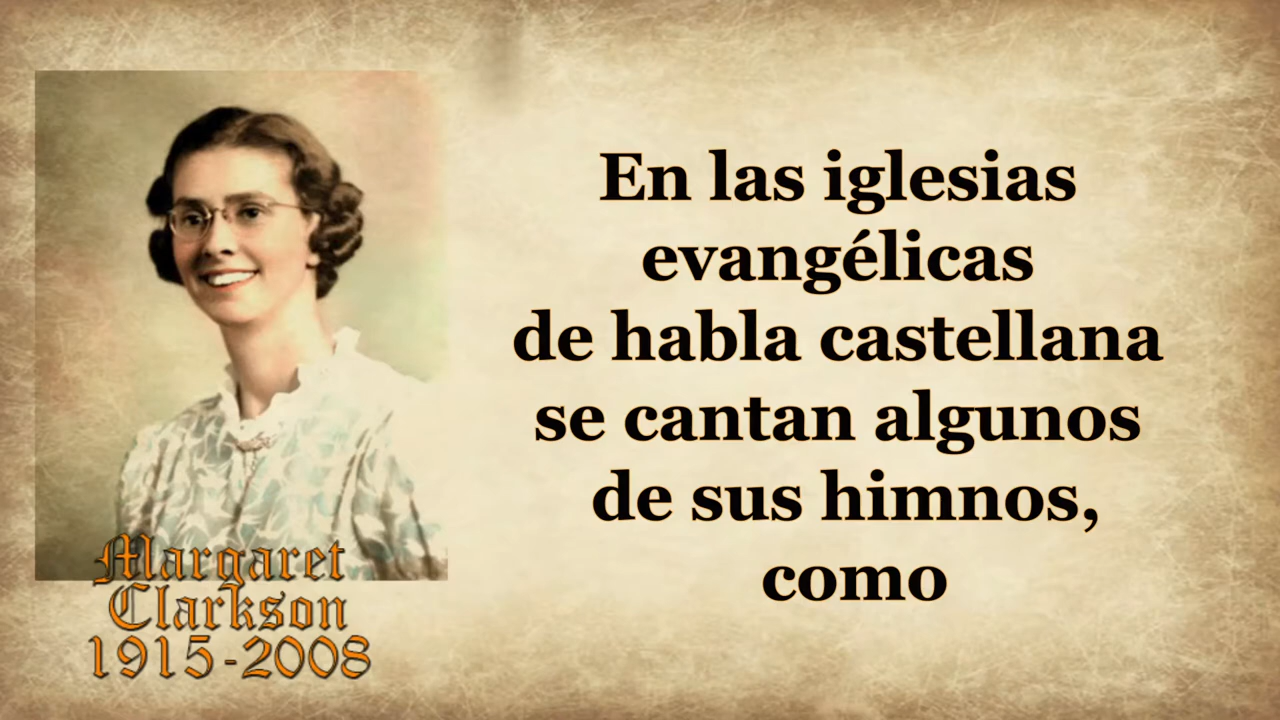 En las iglesias
evangélicas
de habla castellana
se cantan algunos
de sus himnos,
como
Margaret
Clarkson
1915-2008